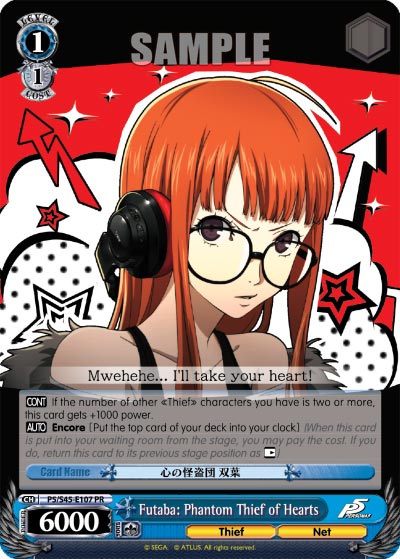 LEVEL
1
1
COST
SAMPLE
Mwehehe... I'll take your heart!
CONT If the number of other «Thief» characters you have is two or more,
this card gets +1000 power.
AUTO Encore [Put the top card of your deck into your clock] (When this card
is put into your waiting room from the stage, you may pay the cost. If you
do, return this card to its previous stage position as
Card Name 心の怪盗団 双葉
CH P5/S45-E107 PR
Futaba: Phantom Thief of Hearts
P5
PERSONA5
POWER
6000
TRAIT
Thief
Net
© SEGA. © ATLUS. All rights reserved.